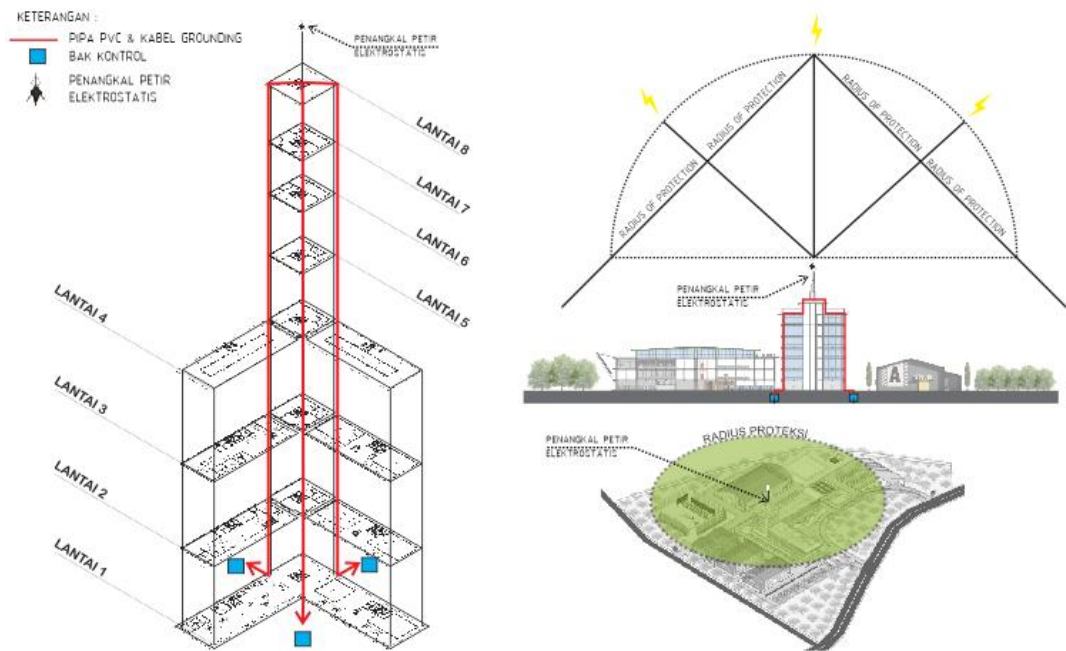 KETERANGAN :
PIPA PVC & KABEL GROUNDING
BAK KONTROL
PENANGKAL PETIR
ELEKTROSTATIS
PENANGKAL PETIR
ELEKTROSTATIS
LANTAI 8
LANTAI 7
LANTAI 6
LANTAI 5
LANTAI 4
LANTAI 3
LANTAI 2
LANTAI 1
RADIUS OF PROTECTION
RADIUS OF PROTECTION
RADIUS OF PROTECTION
RADIUS OF PROTECTION
PENANGKAL PETIR
ELEKTROSTATIS
A
RADIUS PROTEKSI
PENANGKAL PETIR
ELEKTROSTATIS